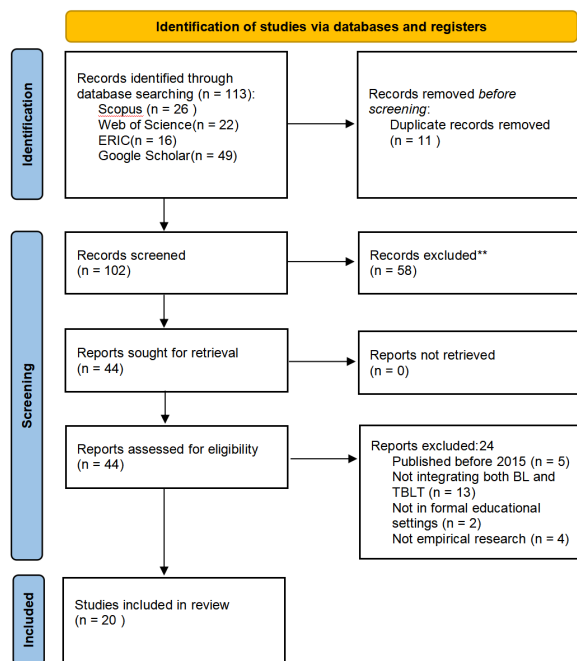 Identification of studies via databases and registers
Identification
Records identified through
database searching (n = 113):
Scopus (n = 26 )
Web of Science(n = 22)
ERIC(n = 16)
Google Scholar(n = 49)
Records removed before
screening:
Duplicate records removed
(n = 11 )
Screening
Records screened
(n = 102)
Records excluded**
(n = 58)
Reports sought for retrieval
(n = 44)
Reports not retrieved
(n = 0)
Reports assessed for eligibility
(n = 44)
Reports excluded:24
Published before 2015 (n = 5)
Not integrating both BL and
TBLT (n = 13)
Not in formal educational
settings (n = 2)
Not empirical research (n = 4)
Included
Studies included in review
(n = 20 )